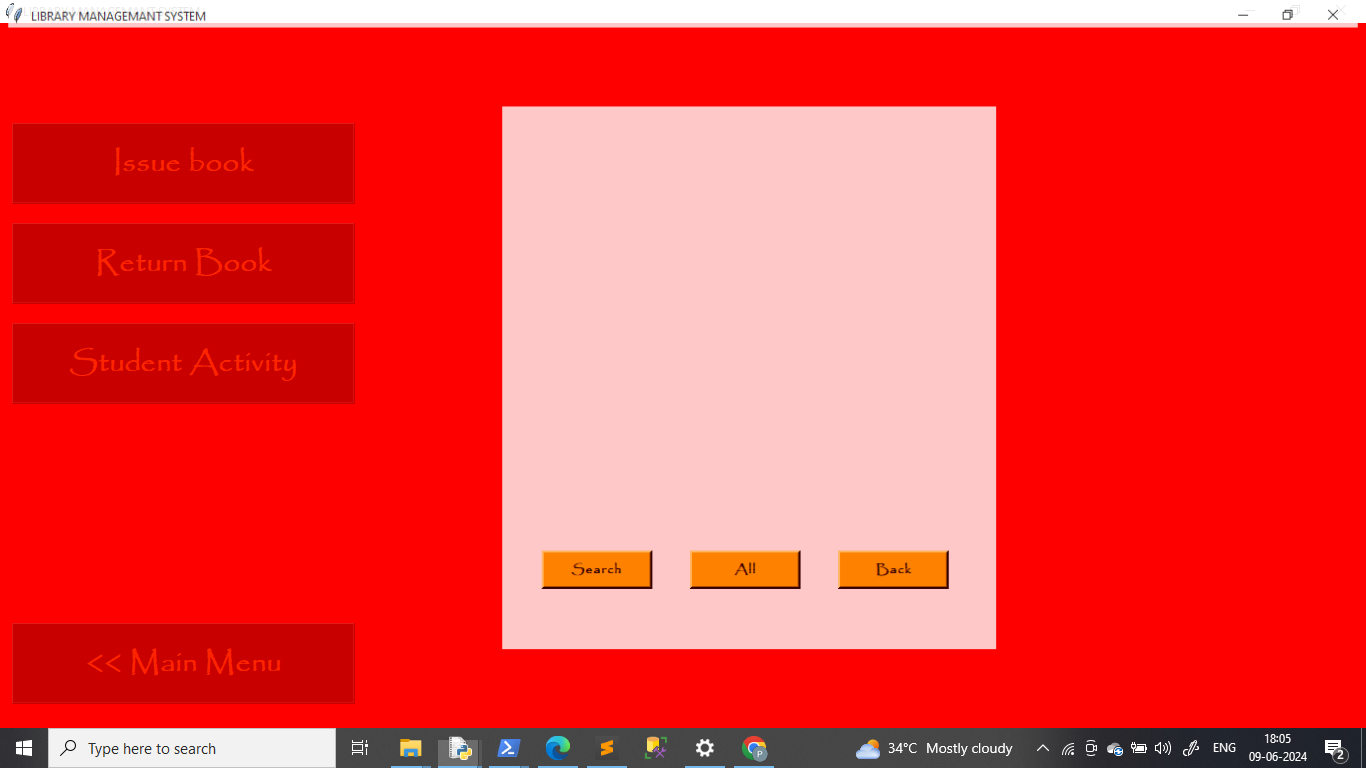 LIBRARY MANAGEMANT SYSTEM
Issue book
Return Book
Student Activity
<< Main Menu
Search
All
Back
Type here to search
34°C Mostly cloudy
ENG
18:05
09-06-2024
2
P